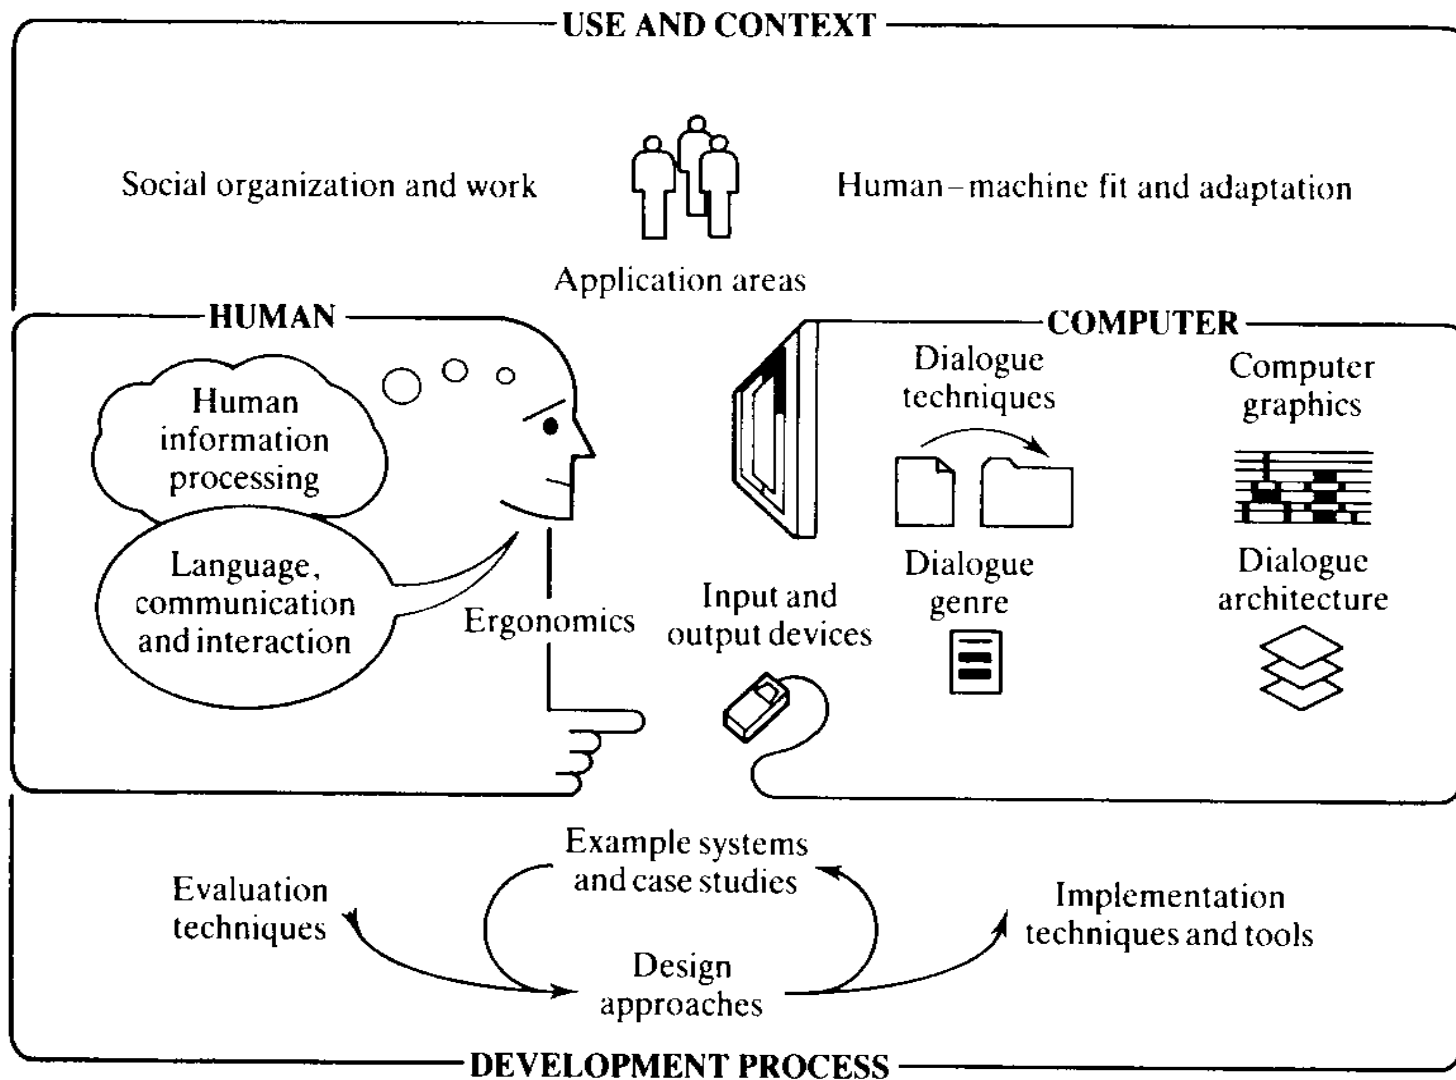 USE AND CONTEXT
Social organization and work
Human–machine fit and adaptation
Application areas
HUMAN
Human
information
processing
Language,
communication
and interaction
Ergonomics
Input and
output devices
COMPUTER
Dialogue
techniques
Computer
graphics
Dialogue
genre
Dialogue
architecture
Example systems
and case studies
Evaluation
techniques
Implementation
techniques and tools
Design
approaches
DEVELOPMENT PROCESS